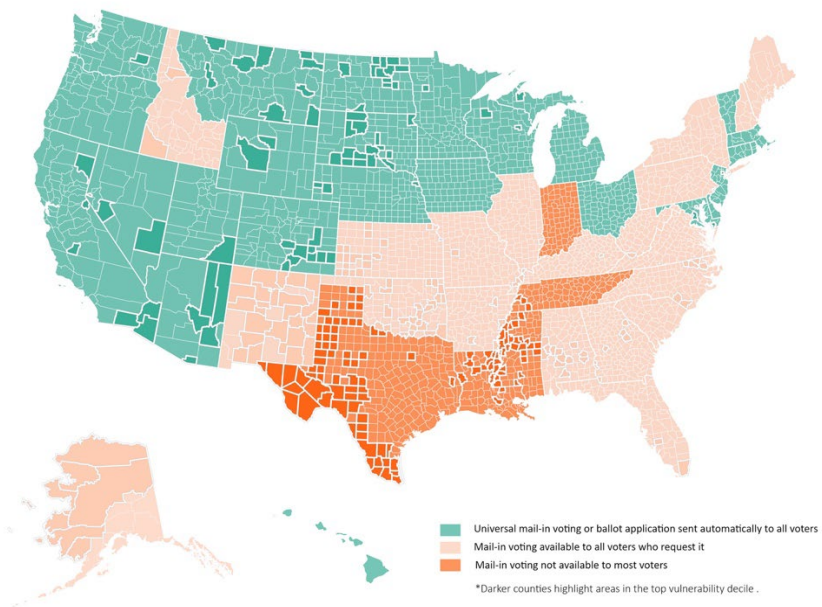 Universal mail-in voting or ballot application sent automatically to all voters
Mail-in voting available to all voters who request it
Mail-in voting not available to most voters
*Darker counties highlight areas in the top vulnerability decile .